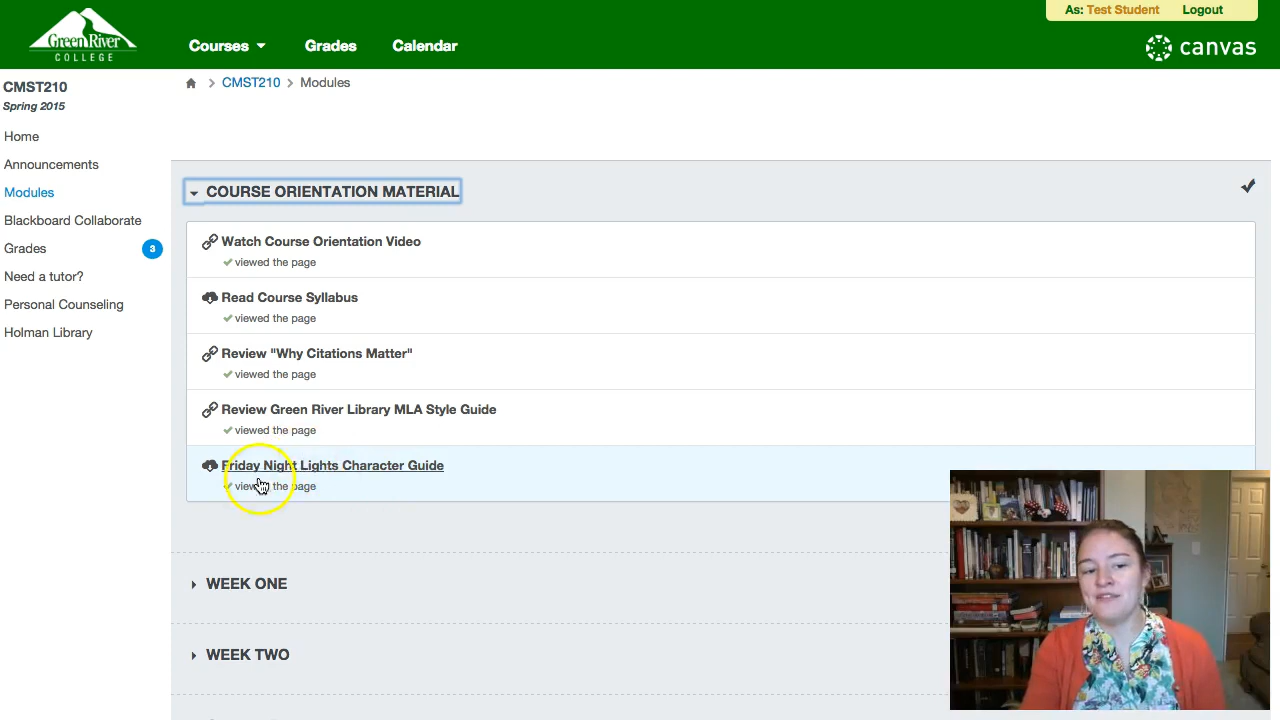 As: Test Student Logout
Green River
COLLEGE
Courses Grades Calendar
canvas
CMST210
Spring 2015
CMST210 > Modules
Home
Announcements
Modules
Blackboard Collaborate
Grades 3
Need a tutor?
Personal Counseling
Holman Library
COURSE ORIENTATION MATERIAL
Watch Course Orientation Video
viewed the page
Read Course Syllabus
viewed the page
Review "Why Citations Matter"
viewed the page
Review Green River Library MLA Style Guide
viewed the page
Friday Night Lights Character Guide
viewed the page
WEEK ONE
WEEK TWO